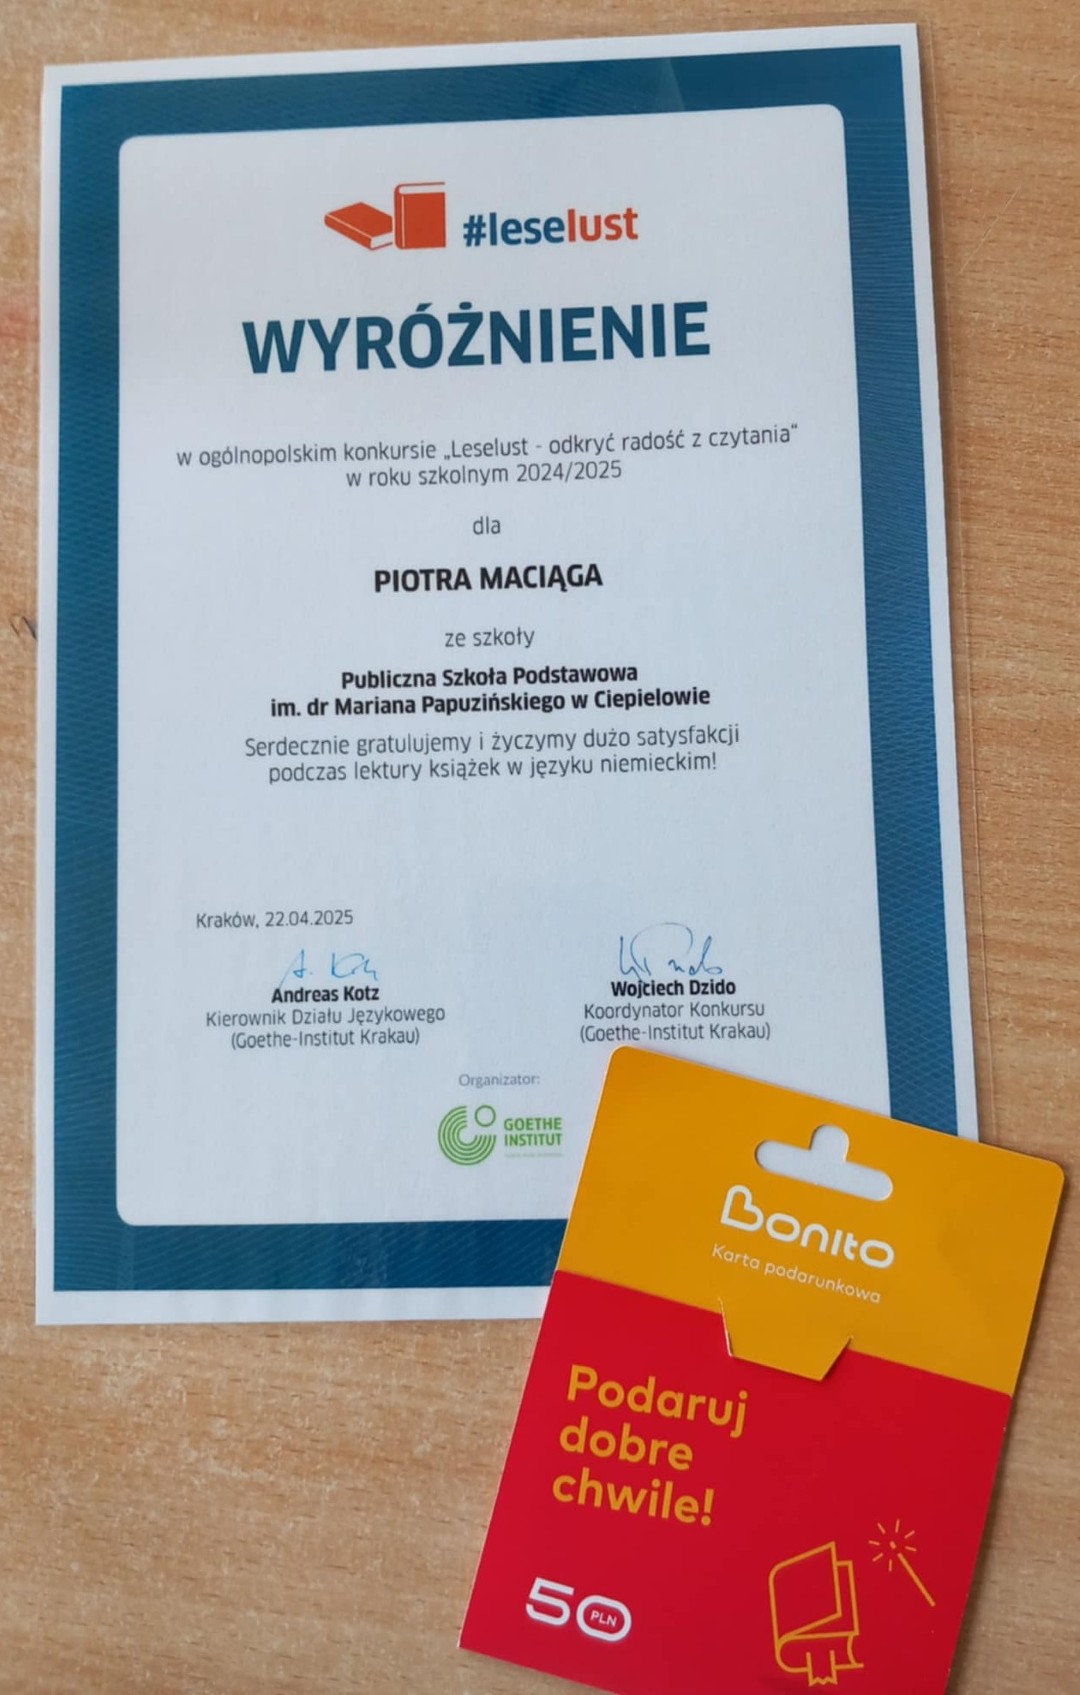 #leselust
WYRÓŻNIENIE
w ogólnopolskim konkursie „Leselust - odkryć radość z czytania“
w roku szkolnym 2024/2025
dla
PIOTRA MACIĄGA
ze szkoły
Publiczna Szkoła Podstawowa
im. dr Mariana Papuzińskiego w Ciepielowie
Serdecznie gratulujemy i życzymy dużo satysfakcji
podczas lektury książek w języku niemieckim!
Kraków, 22.04.2025
Andreas Kotz
Kierownik Działu Językowego
(Goethe-Institut Krakau)
Wojciech Dzido
Koordynator Konkursu
(Goethe-Institut Krakau)
Organizator:
GOETHE
INSTITUT
Bonito
Karta podarunkowa
Podaruj
dobre
chwile!
50 PLN